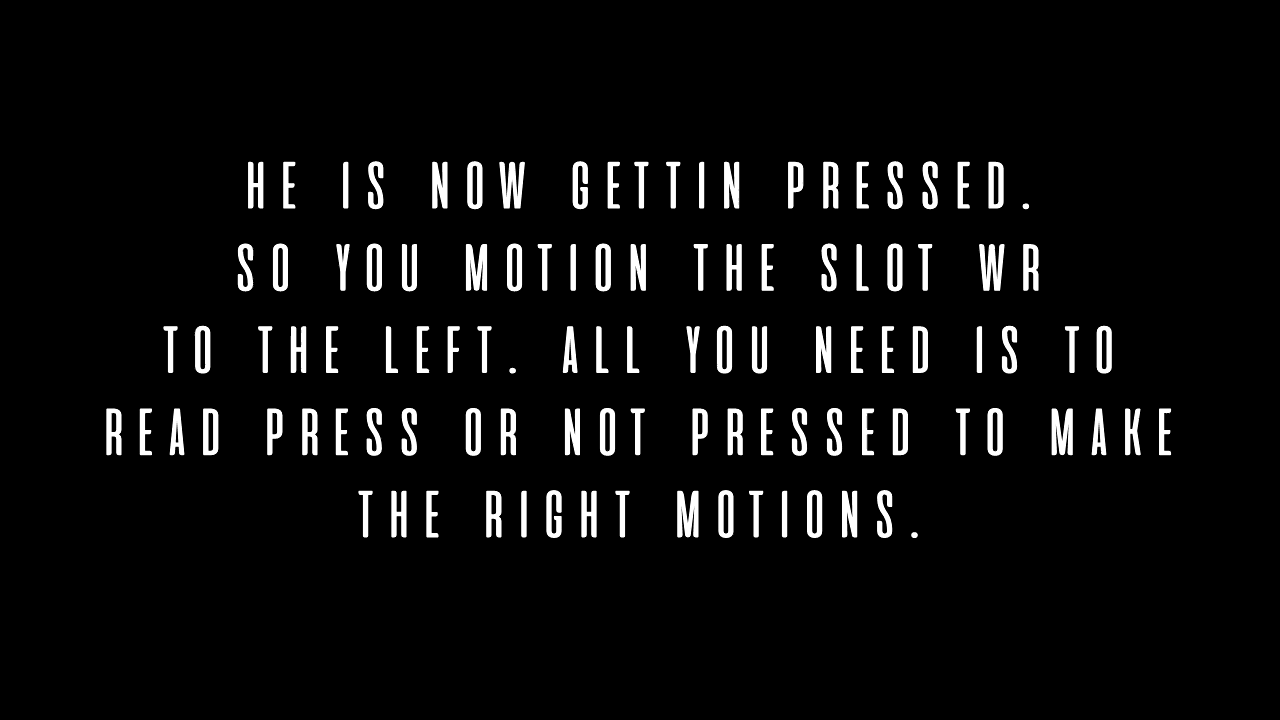 HE IS NOW GETTIN PRESSED.
SO YOU MOTION THE SLOT WR
TO THE LEFT. ALL YOU NEED IS TO
READ PRESS OR NOT PRESSED TO MAKE
THE RIGHT MOTIONS.